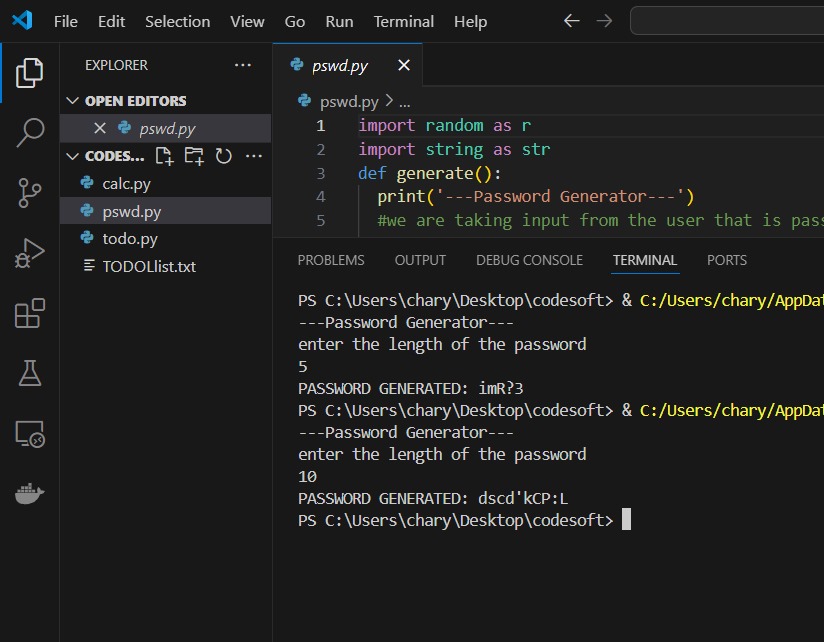 File Edit Selection View Go Run Terminal Help
EXPLORER
OPEN EDITORS
pswd.py
CODES...
calc.py
pswd.py
todo.py
TODOLlist.txt
pswd.py
pswd.py > ...
1 import random as r
2 import string as str
3 def generate():
4 print('---Password Generator---')
5 #we are taking input from the user that is pass
PROBLEMS OUTPUT DEBUG CONSOLE TERMINAL PORTS
PS C:\Users\chary\Desktop\codesoft> & C:/Users/chary/AppDat
---Password Generator---
enter the length of the password
5
PASSWORD GENERATED: imR?3
PS C:\Users\chary\Desktop\codesoft> & C:/Users/chary/AppDat
---Password Generator---
enter the length of the password
10
PASSWORD GENERATED: dscd'kCP:L
PS C:\Users\chary\Desktop\codesoft>